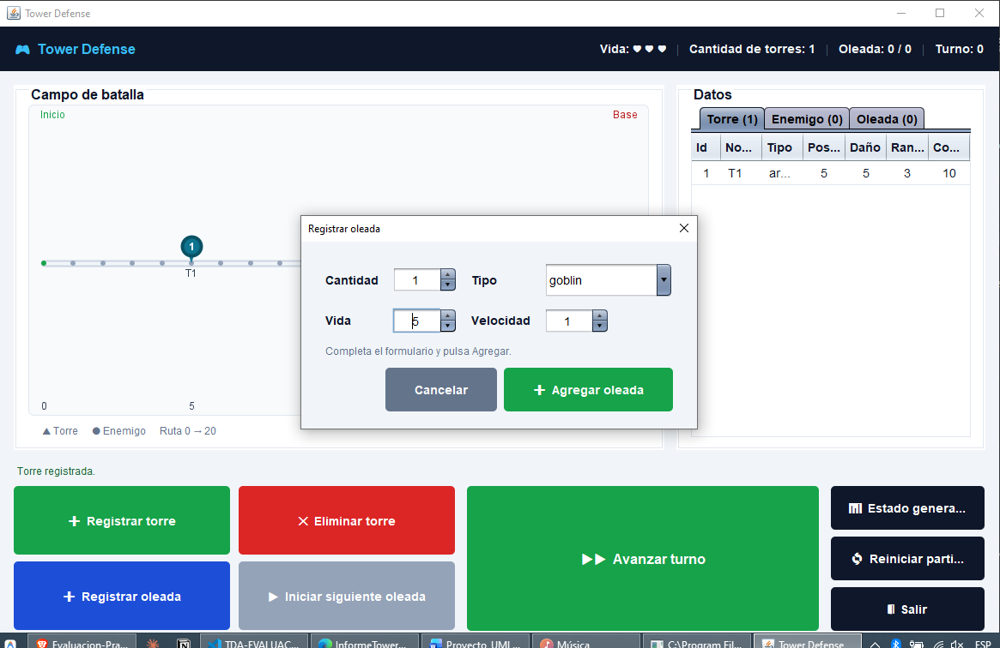 Tower Defense
Tower Defense
Vida: ♥ ♥ ♥ | Cantidad de torres: 1 | Oleada: 0 / 0 | Turno: 0
Campo de batalla
Inicio
Base
1
T1
0
5
▲ Torre ● Enemigo Ruta 0 → 20
Datos
Torre (1) Enemigo (0) Oleada (0)
Id No... Tipo Pos... Daño Ran... Co...
1 T1 ar... 5 5 3 10
Registrar oleada
Cantidad 1 Tipo goblin
Vida 5 Velocidad 1
Completa el formulario y pulsa Agregar.
Cancelar + Agregar oleada
Torre registrada.
+ Registrar torre
× Eliminar torre
+ Registrar oleada
▶ Iniciar siguiente oleada
▶▶ Avanzar turno
Estado genera...
Reiniciar parti...
Salir
Evaluacion-Pra... TDA-EVALUAC... InformeTower... Proyecto_UML... Música C:\Program Fil... Tower Defense ESP